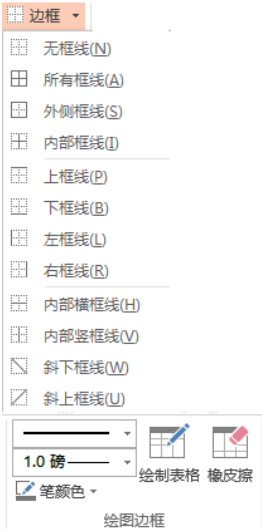 边框
无框线(N)
所有框线(A)
外侧框线(S)
内部框线(I)
上框线(P)
下框线(B)
左框线(L)
右框线(R)
内部横框线(H)
内部竖框线(V)
斜下框线(W)
斜上框线(U)
1.0 磅
绘制表格 橡皮擦
笔颜色
绘图边框